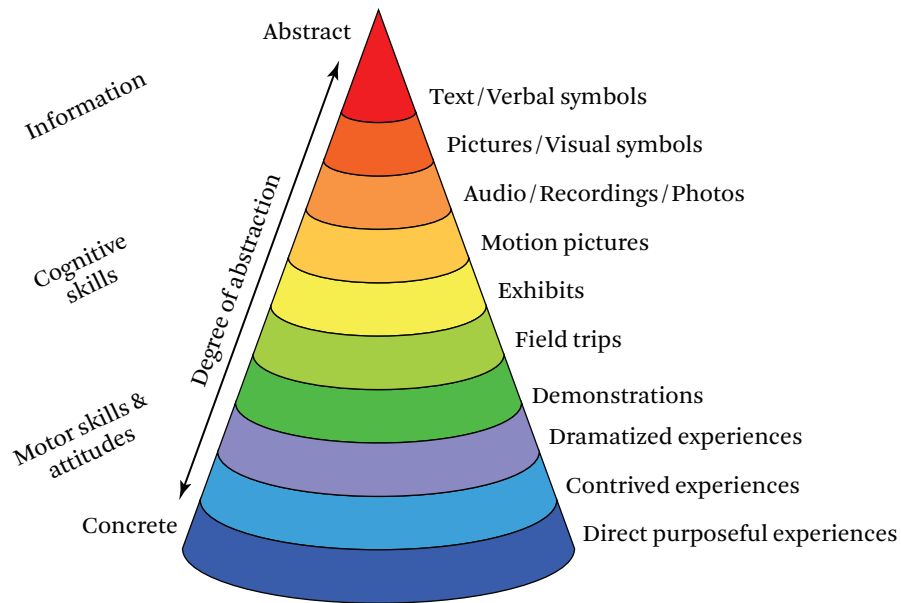 Abstract
Information
Text/Verbal symbols
Pictures/Visual symbols
Audio/Recordings/Photos
Motion pictures
Cognitive
skills
Exhibits
Degree of abstraction
Field trips
Demonstrations
Motor skills &
attitudes
Dramatized experiences
Contrived experiences
Concrete
Direct purposeful experiences